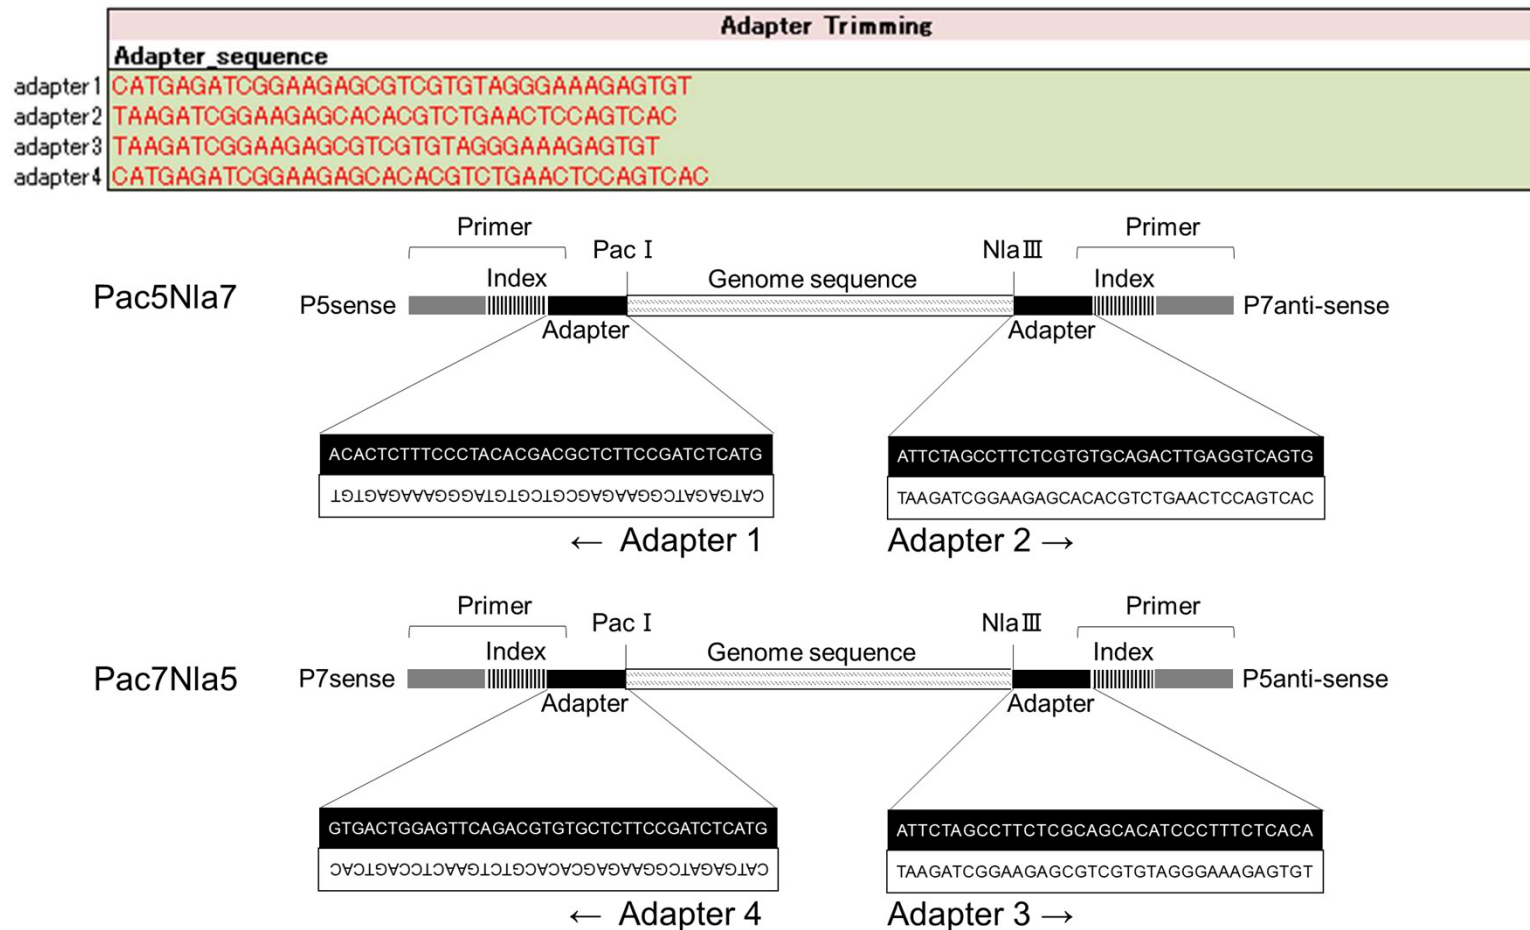 Adapter Trimming
Adapter_sequence
adapter1 CATGAGATCGGAAGAGCGTCGTGTAGGGAAAGAGTGT
adapter2 TAAGATCGGAAGAGCACACGTCTGAACTCCAGTCAC
adapter3 TAAGATCGGAAGAGCGTCGTGTAGGGAAAGAGTGT
adapter4 CATGAGATCGGAAGAGCACACGTCTGAACTCCAGTCAC
Primer Primer
Pac Ⅰ NlaⅢ
Index Genome sequence Index
Pac5Nla7 P5sense P7anti-sense
Adapter Adapter
ACACTCTTTCCCTACACGACGCTCTTCCGATCTCATG ATTCTAGCCTTCTCGTGTGCAGACTTGAGGTCAGTG
CATGAGATCGGAAGAGCGTCGTGTAGGGAAAGAGTGT TAAGATCGGAAGAGCACACGTCTGAACTCCAGTCAC
← Adapter 1 Adapter 2 →
Primer Primer
Pac Ⅰ NlaⅢ
Index Genome sequence Index
Pac7Nla5 P7sense P5anti-sense
Adapter Adapter
GTGACTGGAGTTCAGACGTGTGCTCTTCCGATCTCATG ATTCTAGCCTTCTCGCAGCACATCCCTTTCTCACA
CATGAGATCGGAAGAGCACACGTCTGAACTCCAGTCAC TAAGATCGGAAGAGCGTCGTGTAGGGAAAGAGTGT
← Adapter 4 Adapter 3 →